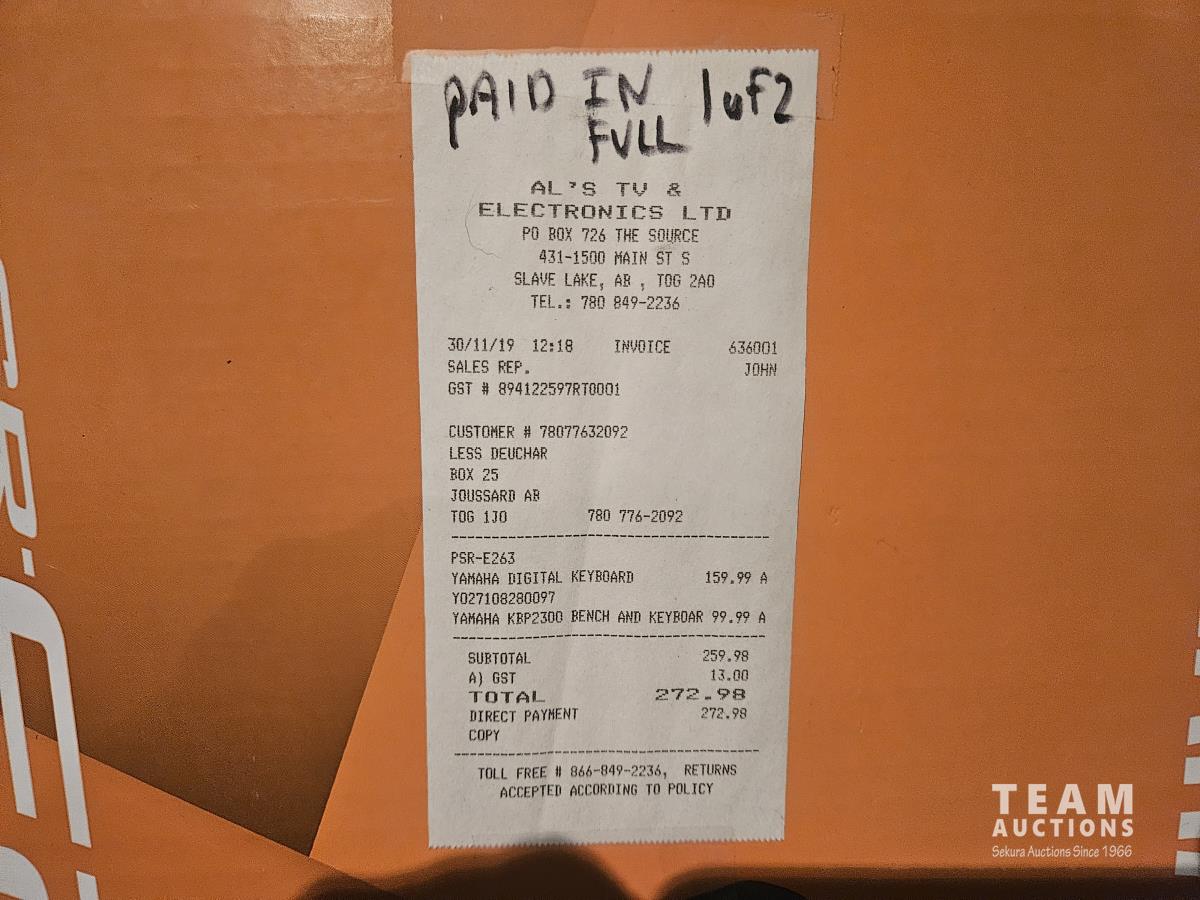 PAID IN FULL 1 of 2
AL'S TV &
ELECTRONICS LTD
PO BOX 726 THE SOURCE
431-1500 MAIN ST S
SLAVE LAKE, AB , TOG 2AO
TEL.: 780 849-2236
30/11/19 12:18 INVOICE 636001
SALES REP. JOHN
GST # 894122597RT0001
CUSTOMER # 78077632092
LESS DEUCHAR
BOX 25
JOUSSARD AB
TOG 1JO 780 776-2092
PSR-E263
YAMAHA DIGITAL KEYBOARD 159.99 A
Y027108280097
YAMAHA KBP2300 BENCH AND KEYBOAR 99.99 A
SUBTOTAL 259.98
A) GST 13.00
TOTAL 272.98
DIRECT PAYMENT 272.98
COPY
TOLL FREE # 866-849-2236, RETURNS
ACCEPTED ACCORDING TO POLICY
TEAM
AUCTIONS
Sekura Auctions Since 1966